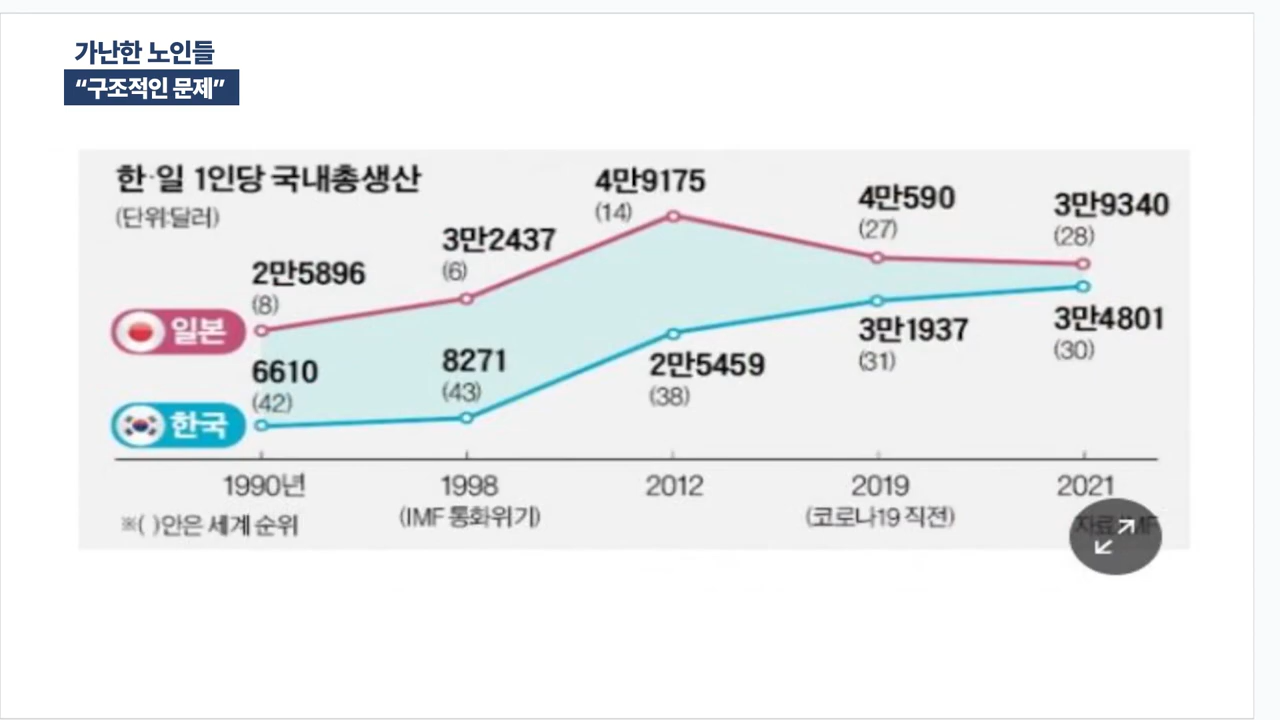 가난한 노인들
“구조적인 문제”
한·일 1인당 국내총생산
(단위:달러)
4만9175
(14)
4만590
(27)
3만9340
(28)
3만2437
(6)
2만5896
(8)
일본
6610
(42)
8271
(43)
2만5459
(38)
3만1937
(31)
3만4801
(30)
한국
1990년
1998
2012
2019
2021
(IMF 통화위기)
(코로나19 직전)
※( )안은 세계 순위
자료:IMF